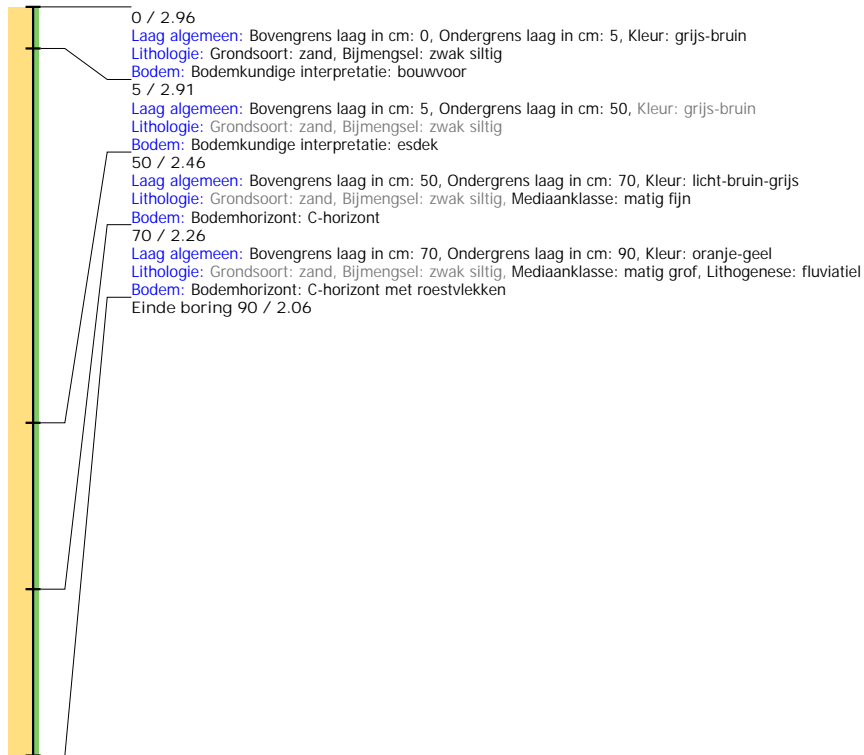 0 / 2.96
Laag algemeen: Bovengrens laag in cm: 0, Ondergrens laag in cm: 5, Kleur: grijs-bruin
Lithologie: Grondsoort: zand, Bijmengsel: zwak siltig
Bodem: Bodemkundige interpretatie: bouwvoor
5 / 2.91
Laag algemeen: Bovengrens laag in cm: 5, Ondergrens laag in cm: 50, Kleur: grijs-bruin
Lithologie: Grondsoort: zand, Bijmengsel: zwak siltig
Bodem: Bodemkundige interpretatie: esdek
50 / 2.46
Laag algemeen: Bovengrens laag in cm: 50, Ondergrens laag in cm: 70, Kleur: licht-bruin-grijs
Lithologie: Grondsoort: zand, Bijmengsel: zwak siltig, Mediaanklasse: matig fijn
Bodem: Bodemhorizont: C-horizont
70 / 2.26
Laag algemeen: Bovengrens laag in cm: 70, Ondergrens laag in cm: 90, Kleur: oranje-geel
Lithologie: Grondsoort: zand, Bijmengsel: zwak siltig, Mediaanklasse: matig grof, Lithogenese: fluviatiel
Bodem: Bodemhorizont: C-horizont met roestvlekken
Einde boring 90 / 2.06